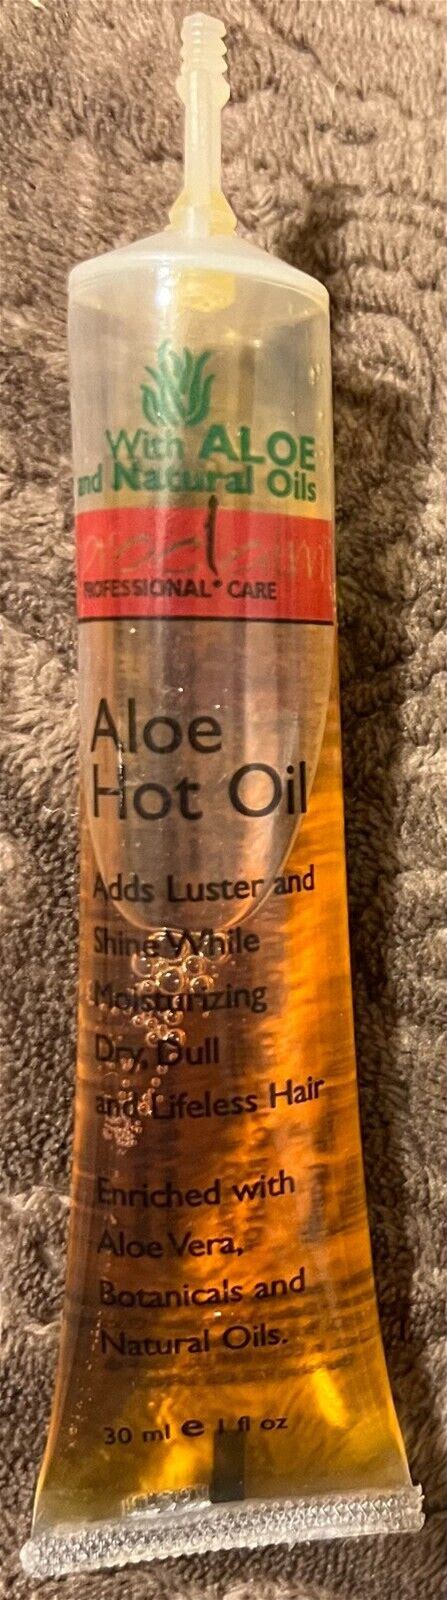 With ALOE
and Natural Oils
proclaim
PROFESSIONAL® CARE
Aloe
Hot Oil
Adds Luster and
Shine While
Moisturizing
Dry, Dull
and Lifeless Hair
Enriched with
Aloe Vera,
Botanicals and
Natural Oils.
30 ml e 1 fl oz